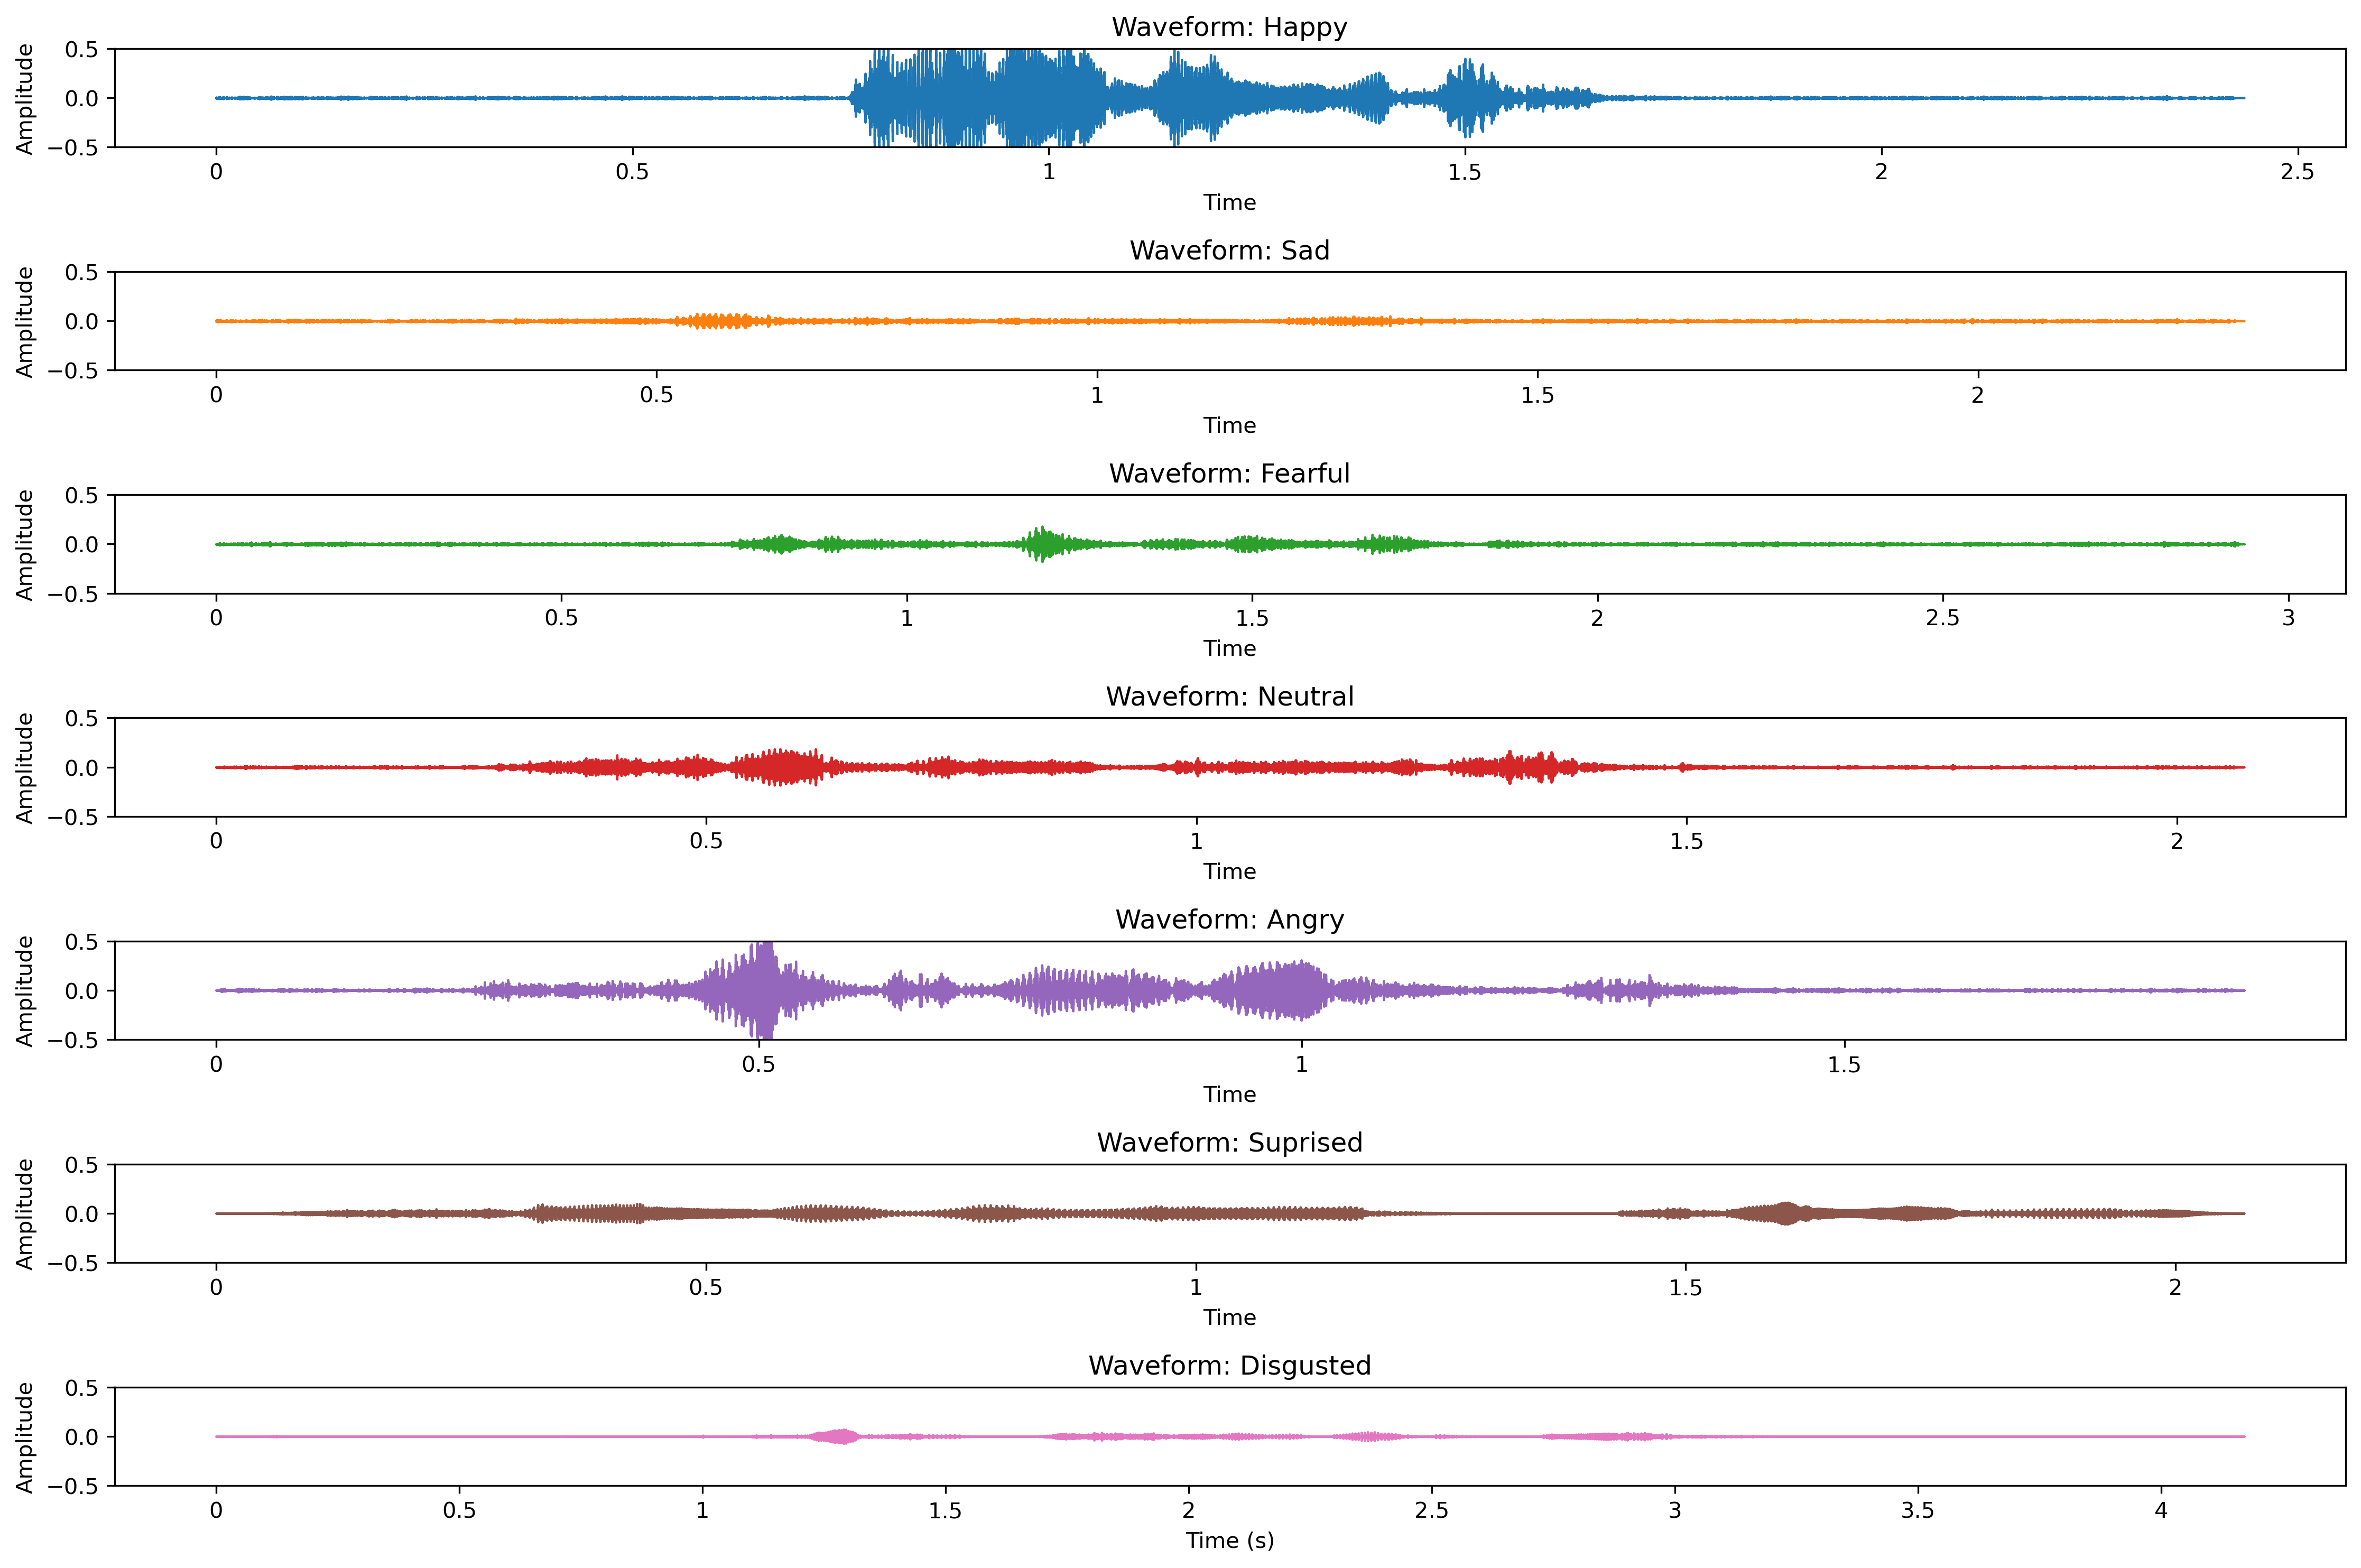 Waveform: Happy
Amplitude
0.5
0.0
−0.5
0 0.5 1 1.5 2 2.5
Time
Waveform: Sad
Amplitude
0.5
0.0
−0.5
0 0.5 1 1.5 2
Time
Waveform: Fearful
Amplitude
0.5
0.0
−0.5
0 0.5 1 1.5 2 2.5 3
Time
Waveform: Neutral
Amplitude
0.5
0.0
−0.5
0 0.5 1 1.5 2
Time
Waveform: Angry
Amplitude
0.5
0.0
−0.5
0 0.5 1 1.5
Time
Waveform: Suprised
Amplitude
0.5
0.0
−0.5
0 0.5 1 1.5 2
Time
Waveform: Disgusted
Amplitude
0.5
0.0
−0.5
0 0.5 1 1.5 2 2.5 3 3.5 4
Time (s)